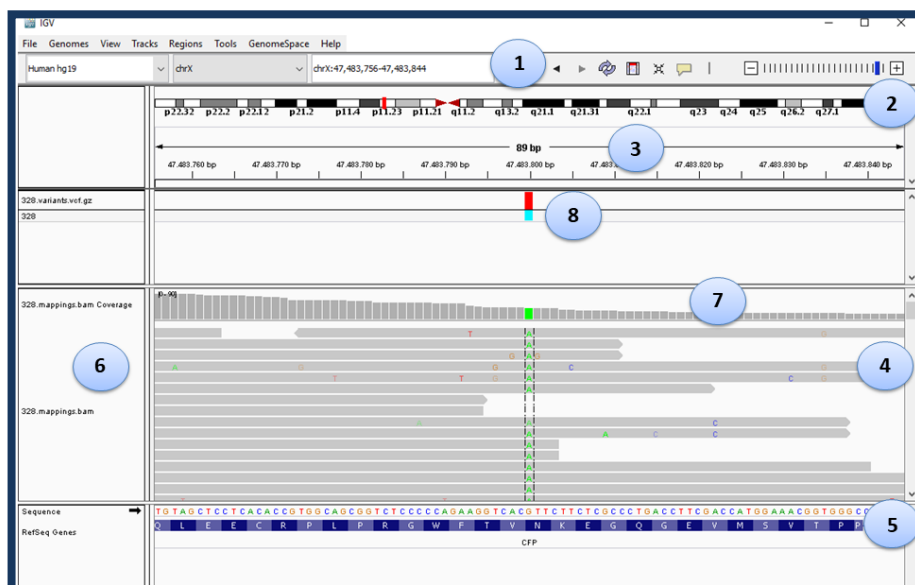 IGV
File Genomes View Tracks Regions Tools GenomeSpace Help
Human hg19 chrX chrX:47,483,756-47,483,844 1
2
p22.32 p22.2 p22.12 p21.2 p11.4 p11.23 p11.21 q11.2 q13.2 q21.1 q21.31 q22.1 q23 q24 q25 q26.2 q27.1
89 bp 3
47.483.760 bp 47.483.770 bp 47.483.780 bp 47.483.790 bp 47.483.800 bp 47.483.820 bp 47.483.830 bp 47.483.840 bp
328.variants.vcf.gz
328 8
328.mappings.bam Coverage [0 - 90] 7
T A
A
G A G
6 A G G A C G 4
T T G A C G
A
328.mappings.bam
A A C
A A C C
A
A
A
A
A
Sequence TGTAGCTCCTCACACCGTGGCAGCGGTCTCCCCCAGAAGGTCACGTTCTTCTCGCCCTGACCTTCGACCATGGAAACGGTGGGC 5
RefSeq Genes Q L E E C R P L P R G W F T V N K E G Q G E V M S V T P P
CFP